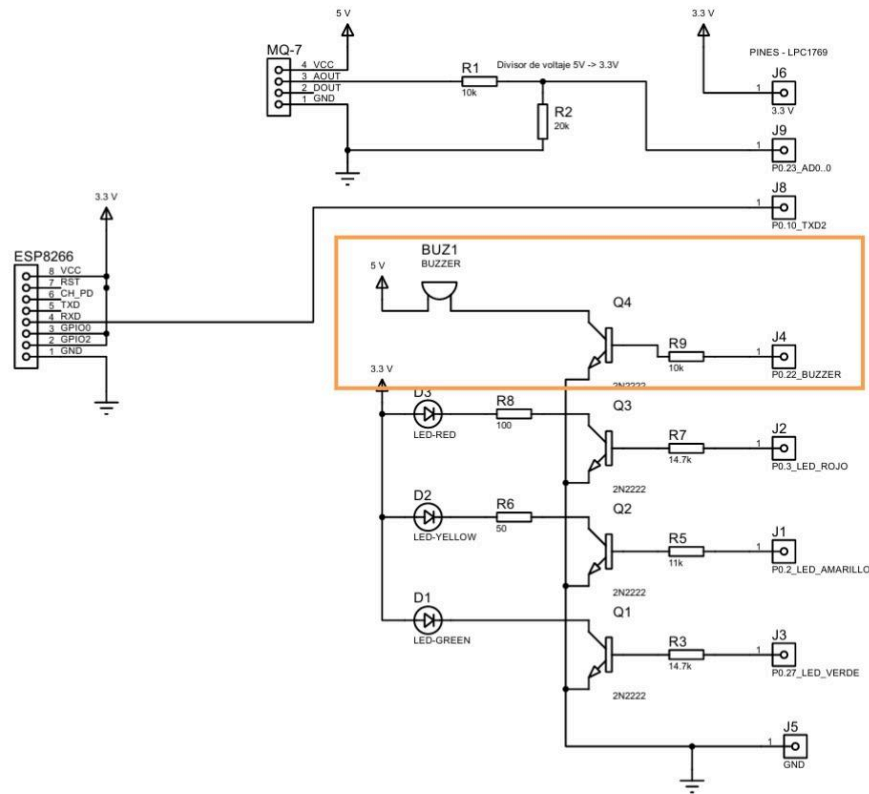 5 V
3.3 V
MQ-7
4 VCC
3 AOUT
2 DOUT
1 GND
R1
10k
Divisor de voltaje 5V -> 3.3V
R2
20k
PINES - LPC1769
J6
1
3.3 V
J9
1
P0.23_AD0..0
J8
1
P0.10_TXD2
3.3 V
ESP8266
8 VCC
7 RST
6 CH_PD
5 TXD
4 RXD
3 GPIO0
2 GPIO2
1 GND
BUZ1
BUZZER
5 V
Q4
2N2222
R9
10k
J4
1
P0.22_BUZZER
3.3 V
D3
LED-RED
R8
100
Q3
2N2222
R7
14.7k
J2
1
P0.3_LED_ROJO
D2
LED-YELLOW
R6
50
Q2
2N2222
R5
11k
J1
1
P0.2_LED_AMARILLO
D1
LED-GREEN
Q1
2N2222
R3
14.7k
J3
1
P0.27_LED_VERDE
J5
1
GND